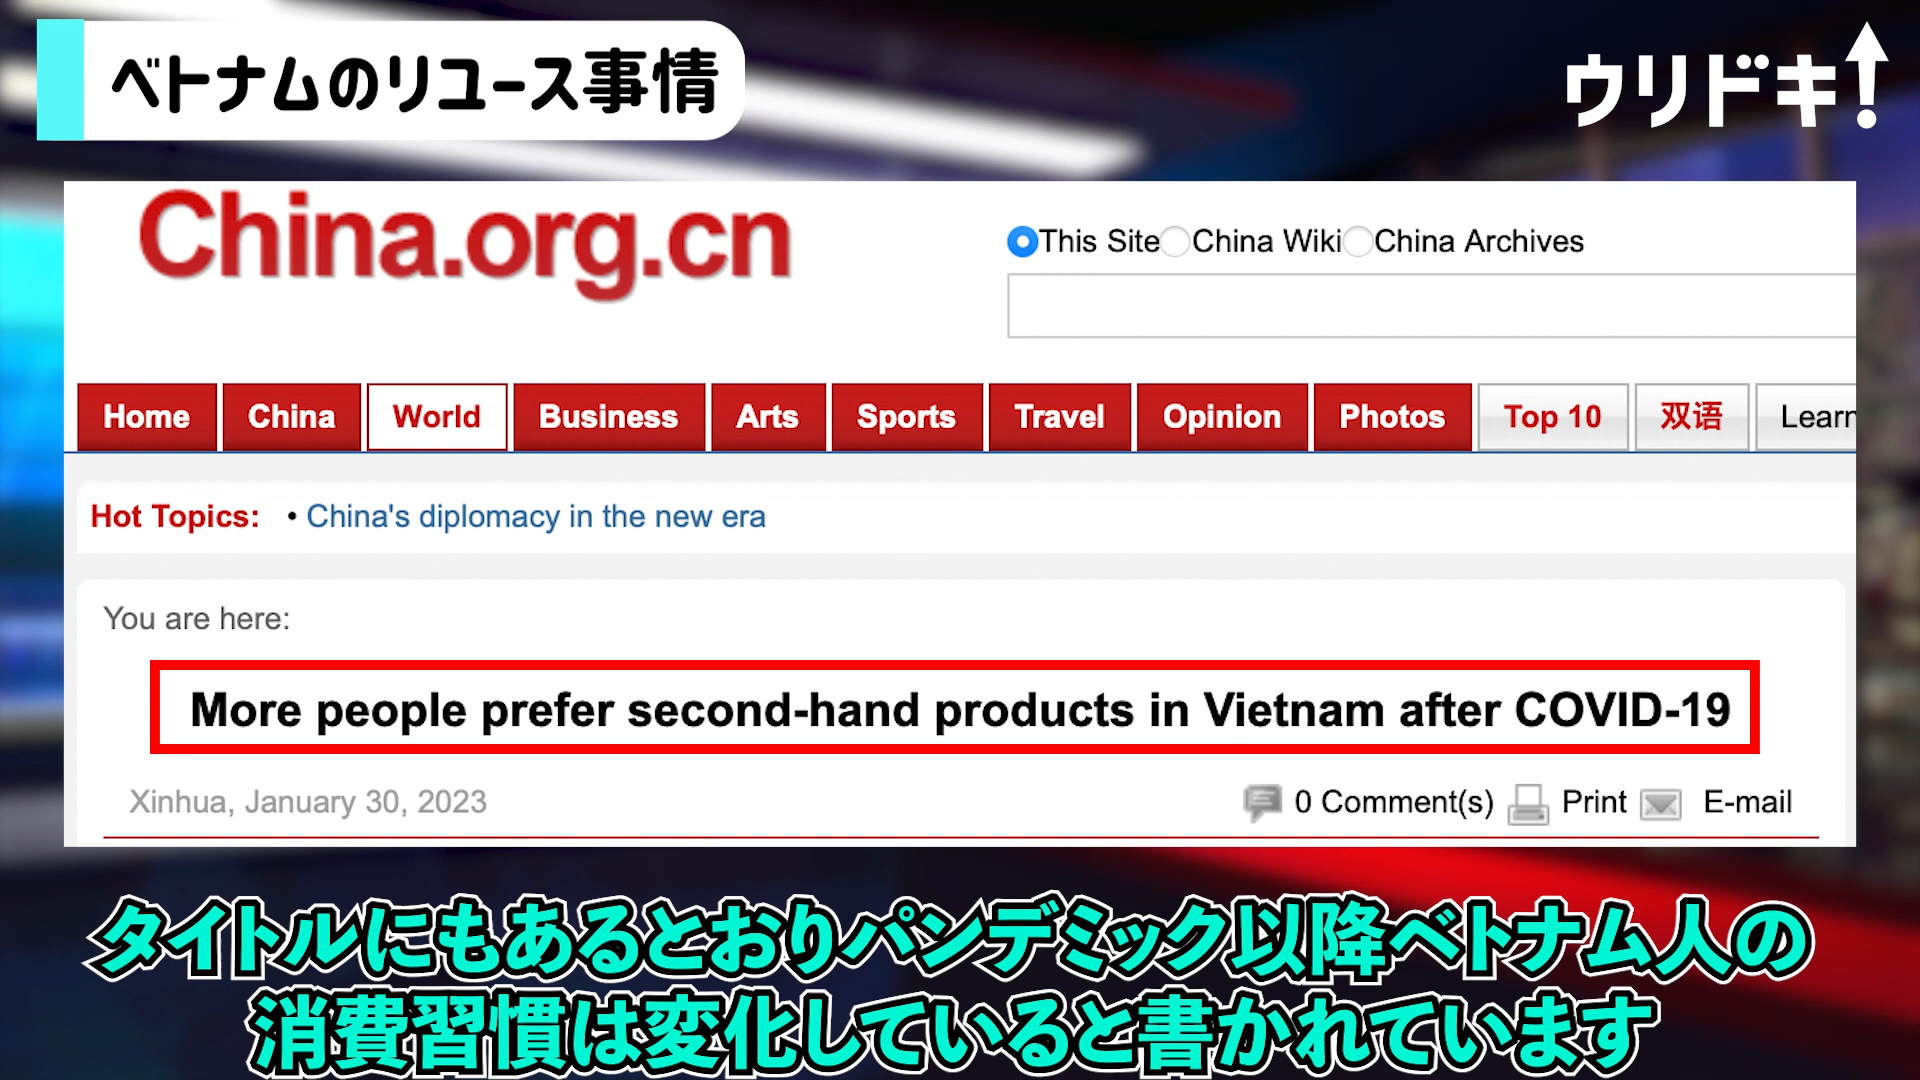 ベトナムのリユース事情
ウリドキ!
China.org.cn
This Site China Wiki China Archives
Home China World Business Arts Sports Travel Opinion Photos Top 10 双语 Learn
Hot Topics: • China's diplomacy in the new era
You are here:
More people prefer second-hand products in Vietnam after COVID-19
Xinhua, January 30, 2023 0 Comment(s) Print E-mail
タイトルにもあるとおりパンデミック以降ベトナム人の
消費習慣は変化していると書かれています